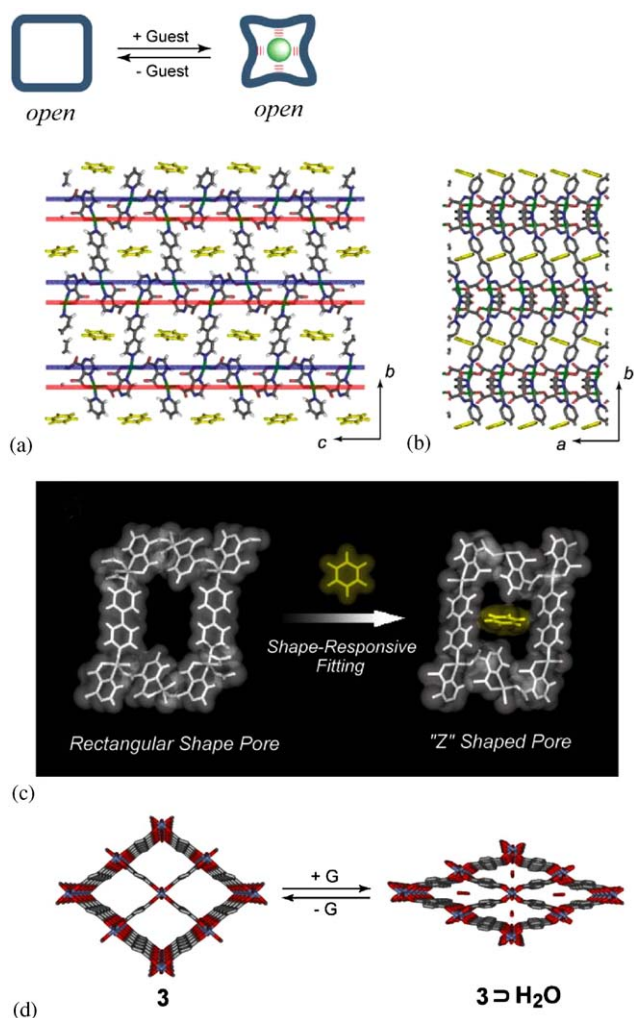 + Guest
- Guest
open
open
b
c
(a)
b
a
(b)
Shape-Responsive
Fitting
Rectangular Shape Pore
"Z" Shaped Pore
(c)
+ G
- G
3
3 ⊃ H₂O
(d)